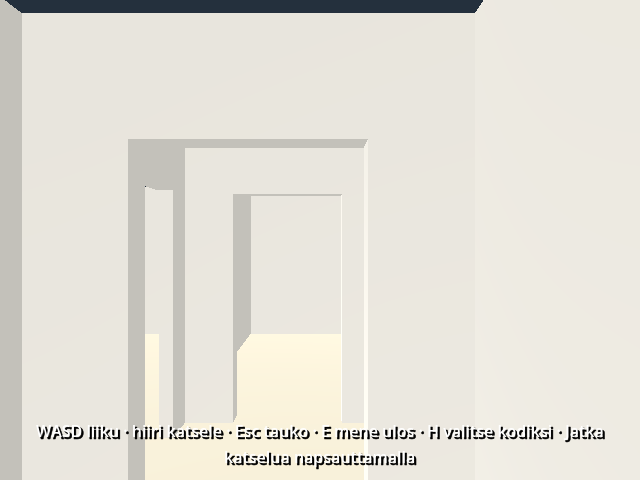 WASD liiku · hiiri katsele · Esc tauko · E mene ulos · H valitse kodiksi · Jatka
katselua napsauttamalla